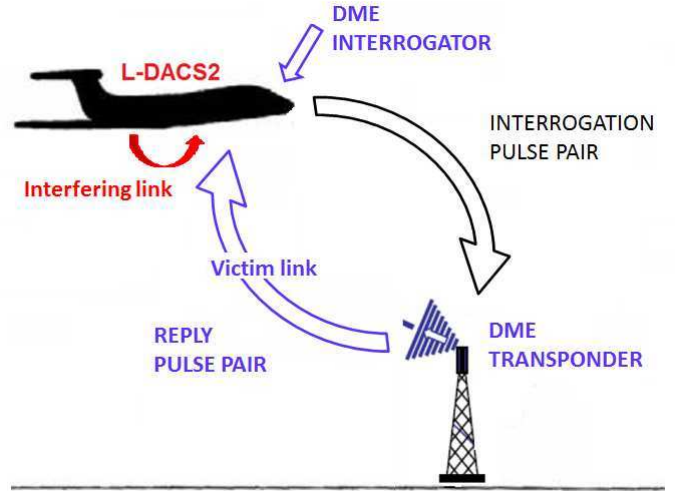 DME
INTERROGATOR
L-DACS2
INTERROGATION
PULSE PAIR
Interfering link
Victim link
REPLY
PULSE PAIR
DME
TRANSPONDER